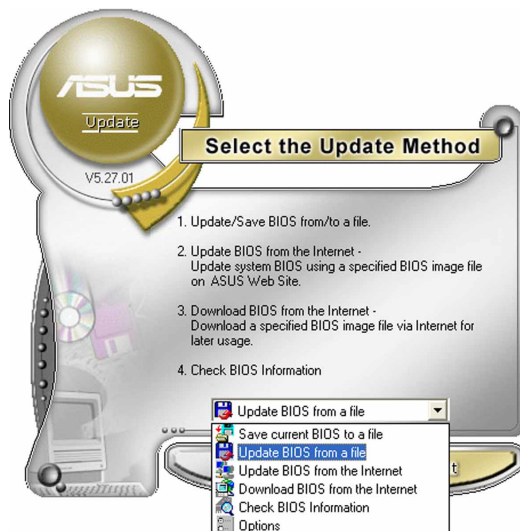 ASUS
Update
V5.27.01
Select the Update Method
1. Update/Save BIOS from/to a file.
2. Update BIOS from the Internet -
Update system BIOS using a specified BIOS image file
on ASUS Web Site.
3. Download BIOS from the Internet -
Download a specified BIOS image file via Internet for
later usage.
4. Check BIOS Information
Update BIOS from a file
Save current BIOS to a file
Update BIOS from a file
Update BIOS from the Internet
Download BIOS from the Internet
Check BIOS Information
Options